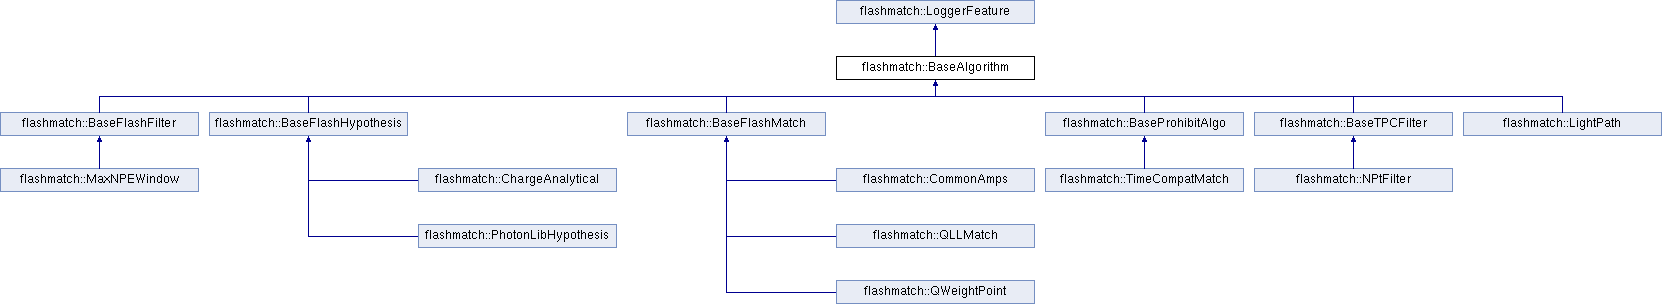 flashmatch::LoggerFeature
flashmatch::BaseAlgorithm
flashmatch::BaseFlashFilter
flashmatch::BaseFlashHypothesis
flashmatch::BaseFlashMatch
flashmatch::BaseProhibitAlgo
flashmatch::BaseTPCFilter
flashmatch::LightPath
flashmatch::MaxNPEWindow
flashmatch::ChargeAnalytical
flashmatch::CommonAmps
flashmatch::TimeCompatMatch
flashmatch::NPtFilter
flashmatch::PhotonLibHypothesis
flashmatch::QLLMatch
flashmatch::QWeightPoint